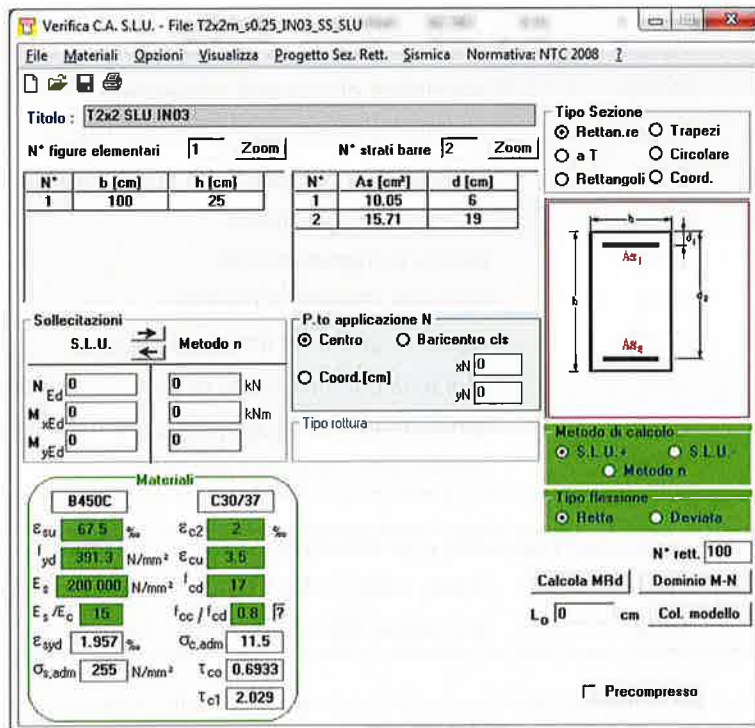 Verifica C.A. S.L.U. - File: T2x2m_s0.25_IN03_SS_SLU
File Materiali Opzioni Visualizza Progetto Sez. Rett. Sismica Normativa: NTC 2008 ?
Titolo : T2x2 SLU IN03
N° figure elementari 1 Zoom
N° strati barre 2 Zoom
N° b [cm] h [cm]
1 100 25
N° As [cm²] d [cm]
1 10.05 6
2 15.71 19
Tipo Sezione
Rettan.re Trapezi
a T Circolare
Rettangoli Coord.
b
h
d₁
d₂
As₁
As₂
Sollecitazioni
S.L.U. Metodo n
N Ed 0 0 kN
M xEd 0 0 kNm
M yEd 0 0
P.to applicazione N
Centro Baricentro cls
Coord.[cm] xN 0
yN 0
Tipo rottura
Metodo di calcolo
S.L.U.+ S.L.U.-
Metodo n
Tipo flessione
Retta Deviata
Materiali
B450C C30/37
εsu 67.5 ‰ εc2 2 ‰
fyd 391.3 N/mm² εcu 3.5
Es 200.000 N/mm² fcd 17
Es /Ec 15 fcc / fcd 0.8 ?
εsyd 1.957 ‰ σc,adm 11.5
σs,adm 255 N/mm² τco 0.6933
τc1 2.029
N° rett. 100
Calcola MRd Dominio M-N
Lo 0 cm Col. modello
Precompresso